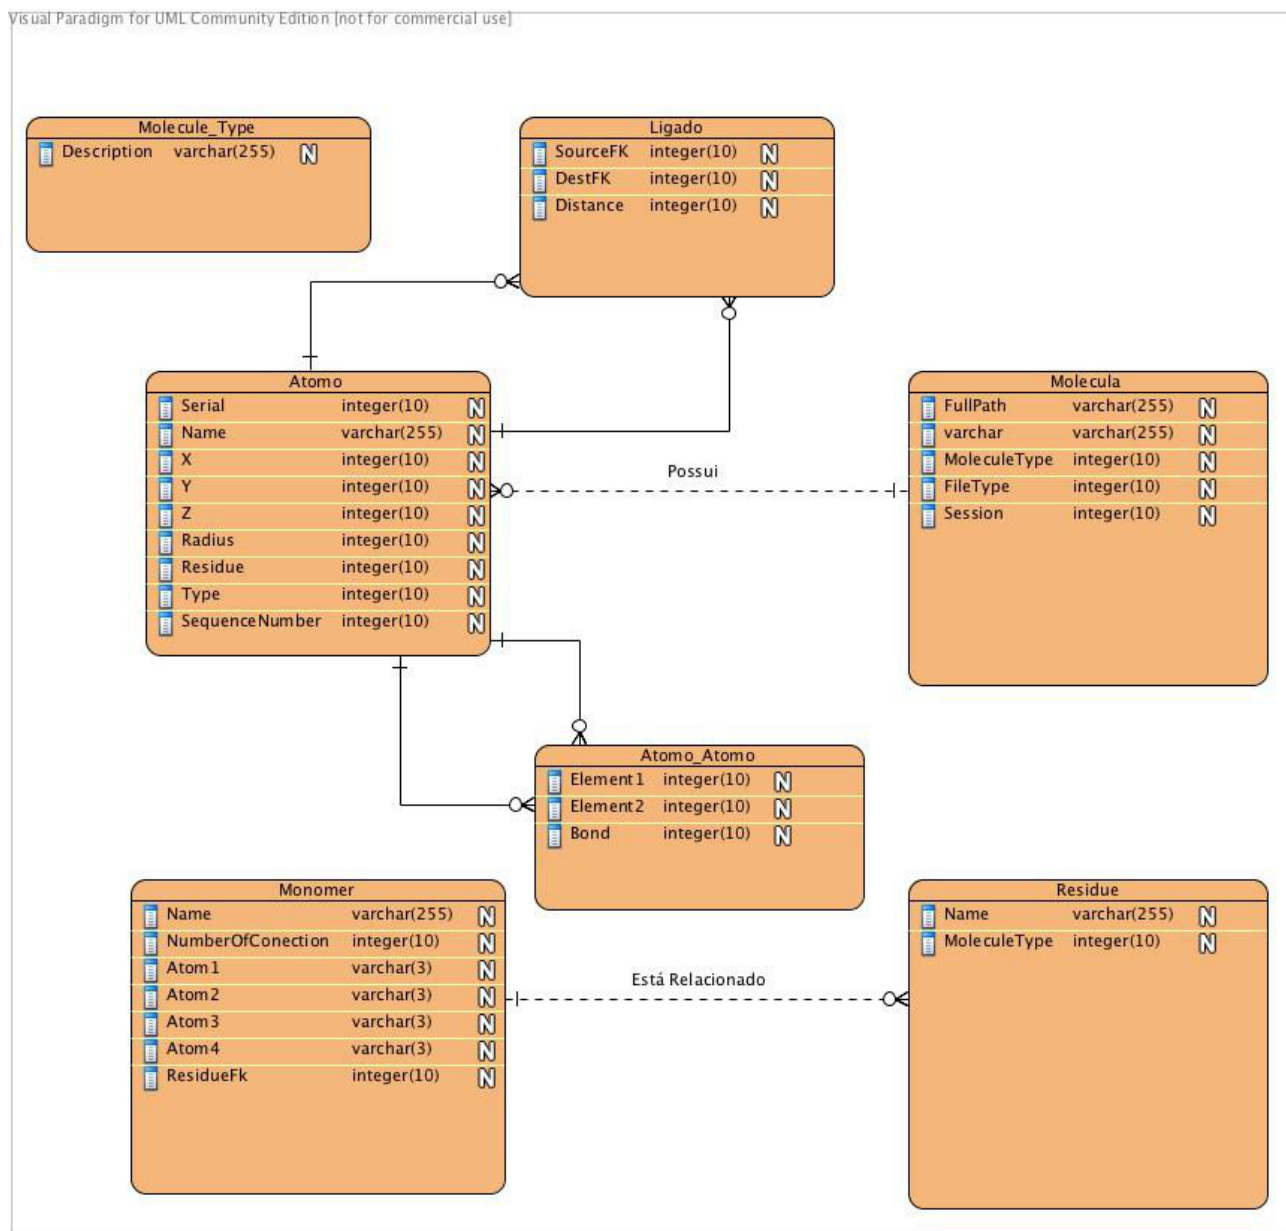 Visual Paradigm for UML Community Edition [not for commercial use]
Molecule_Type
Description varchar(255) N
Ligado
SourceFK integer(10) N
DestFK integer(10) N
Distance integer(10) N
Atomo
Serial integer(10) N
Name varchar(255) N
X integer(10) N
Y integer(10) N
Z integer(10) N
Radius integer(10) N
Residue integer(10) N
Type integer(10) N
SequenceNumber integer(10) N
Possui
Molecula
FullPath varchar(255) N
varchar varchar(255) N
MoleculeType integer(10) N
FileType integer(10) N
Session integer(10) N
Atomo_Atomo
Element1 integer(10) N
Element2 integer(10) N
Bond integer(10) N
Monomer
Name varchar(255) N
NumberOfConection integer(10) N
Atom1 varchar(3) N
Atom2 varchar(3) N
Atom3 varchar(3) N
Atom4 varchar(3) N
ResidueFk integer(10) N
Está Relacionado
Residue
Name varchar(255) N
MoleculeType integer(10) N